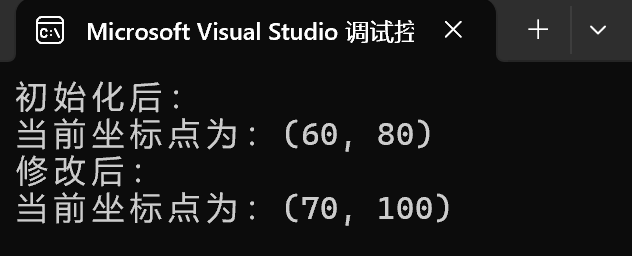 Microsoft Visual Studio 调试控
初始化后：
当前坐标点为：(60, 80)
修改后：
当前坐标点为：(70, 100)